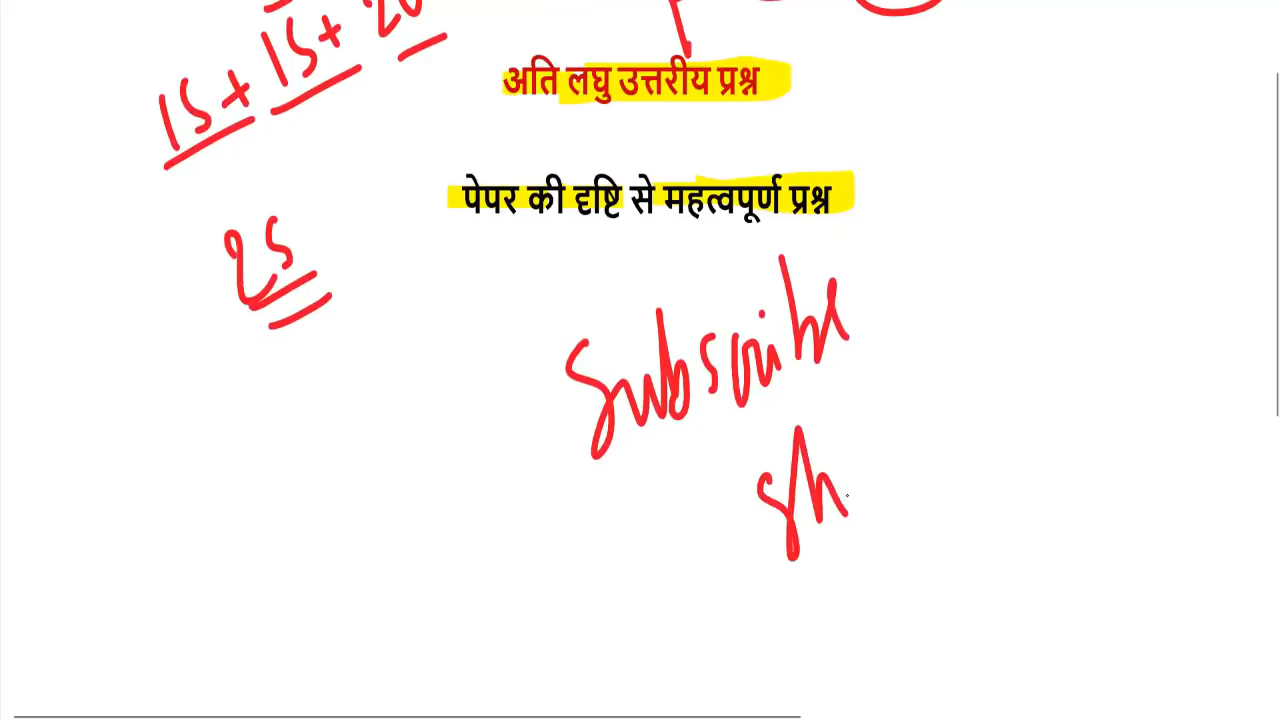 15 + 15 + 20
अति लघु उत्तरीय प्रश्न
पेपर की दृष्टि से महत्वपूर्ण प्रश्न
25
Subscribe
Sh